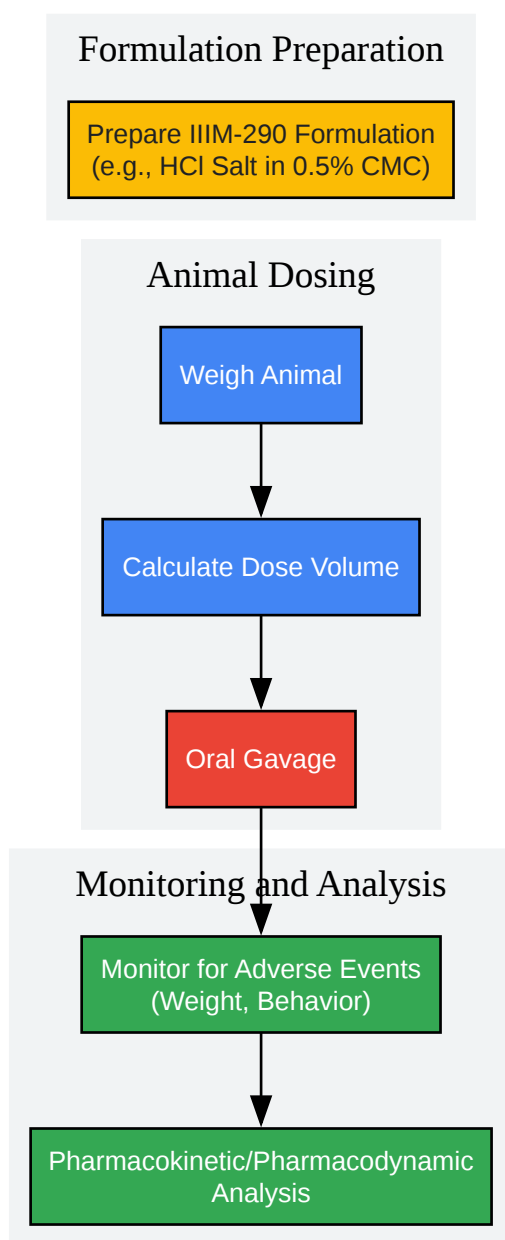 Formulation Preparation
Prepare IIIM-290 Formulation
(e.g., HCl Salt in 0.5% CMC)
Animal Dosing
Weigh Animal
Calculate Dose Volume
Oral Gavage
Monitoring and Analysis
Monitor for Adverse Events
(Weight, Behavior)
Pharmacokinetic/Pharmacodynamic
Analysis